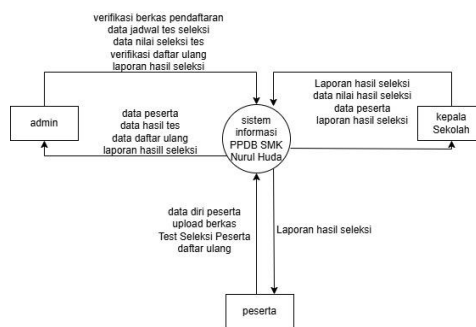 verifikasi berkas pendaftaran
data jadwal tes seleksi
data nilai seleksi tes
verifikasi daftar ulang
laporan hasil seleksi
admin
data peserta
data hasil tes
data daftar ulang
laporan hasill seleksi
sistem
informasi
PPDB SMK
Nurul Huda
Laporan hasil seleksi
data nilai hasil seleksi
data peserta
laporan hasil seleksi
kepala
Sekolah
data diri peserta
upload berkas
Test Seleksi Peserta
daftar ulang
Laporan hasil seleksi
peserta